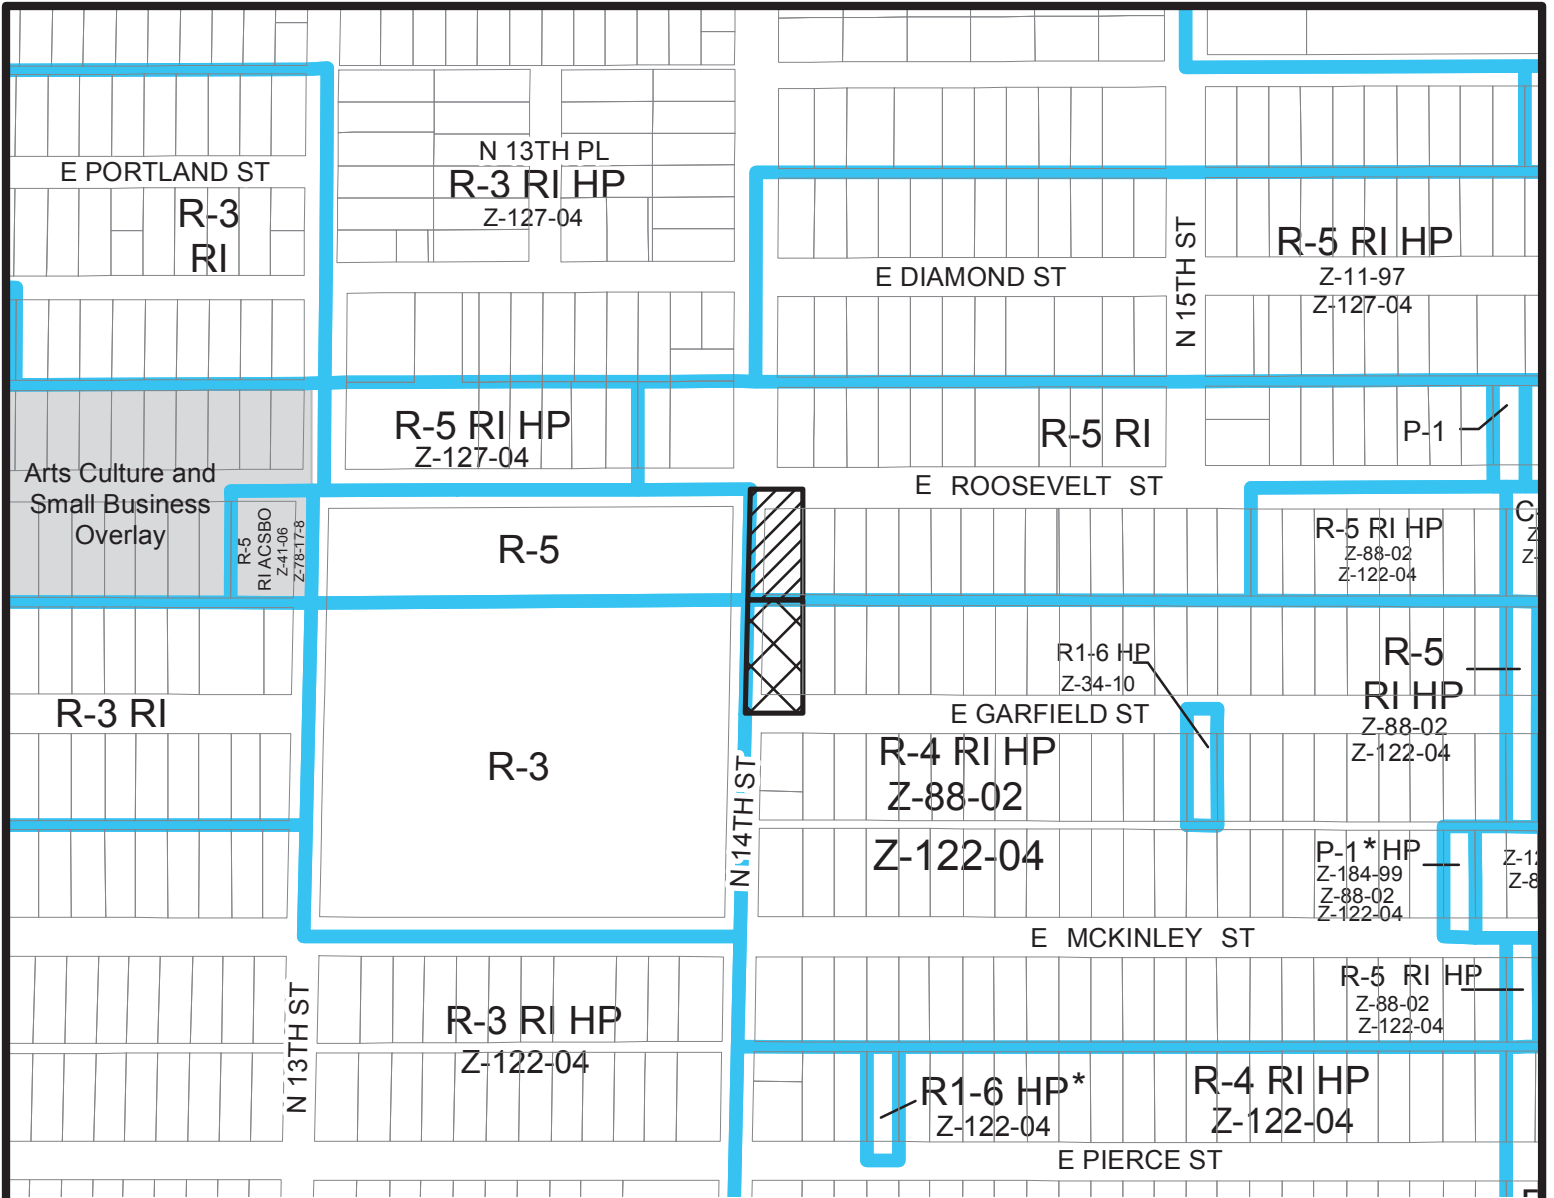 E PORTLAND ST
R-3
RI
N 13TH PL
R-3 RI HP
Z-127-04
E DIAMOND ST
N 15TH ST
R-5 RI HP
Z-11-97
Z-127-04
R-5 RI HP
Z-127-04
R-5 RI
P-1
Arts Culture and
Small Business
Overlay
E ROOSEVELT ST
R-5
RI ACSBO
Z-41-06
Z-78-17-8
R-5
R-5 RI HP
Z-88-02
Z-122-04
C-
Z
Z-
R1-6 HP
Z-34-10
R-5
RI HP
Z-88-02
Z-122-04
R-3 RI
R-3
E GARFIELD ST
R-4 RI HP
Z-88-02
Z-122-04
N 14TH ST
P-1* HP
Z-184-99
Z-88-02
Z-122-04
Z-12
Z-8
E MCKINLEY ST
R-5 RI HP
Z-88-02
Z-122-04
N 13TH ST
R-3 RI HP
Z-122-04
R1-6 HP*
Z-122-04
R-4 RI HP
Z-122-04
E PIERCE ST